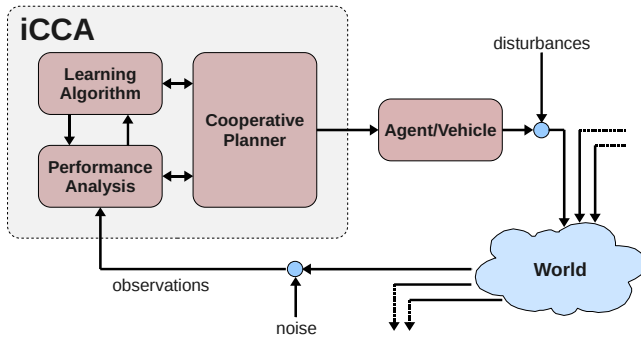 iCCA
Learning
Algorithm
Performance
Analysis
Cooperative
Planner
Agent/Vehicle
disturbances
World
observations
noise